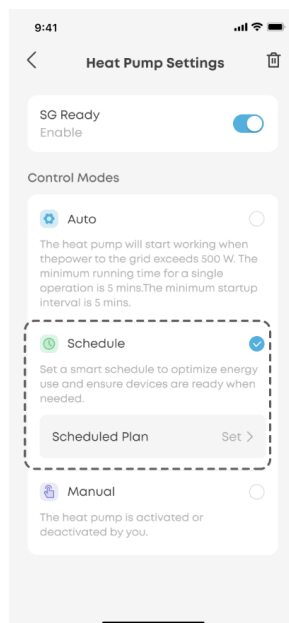 9:41
Heat Pump Settings
SG Ready
Enable
Control Modes
Auto
The heat pump will start working when
thepower to the grid exceeds 500 W. The
minimum running time for a single
operation is 5 mins.The minimum startup
interval is 5 mins.
Schedule
Set a smart schedule to optimize energy
use and ensure devices are ready when
needed.
Scheduled Plan Set >
Manual
The heat pump is activated or
deactivated by you.